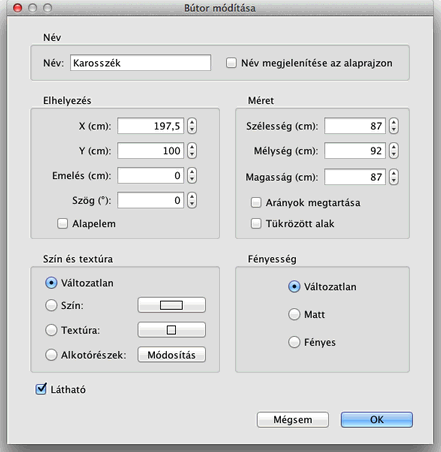 Bútor módítása
Név
Név: Karosszék Név megjelenítése az alaprajzon
Elhelyezés
X (cm): 197,5
Y (cm): 100
Emelés (cm): 0
Szög (°): 0
Alapelem
Méret
Szélesség (cm): 87
Mélység (cm): 92
Magasság (cm): 87
Arányok megtartása
Tükrözött alak
Szín és textúra
Változatlan
Szín:
Textúra:
Alkotórészek: Módosítás
Fényesség
Változatlan
Matt
Fényes
Látható
Mégsem OK